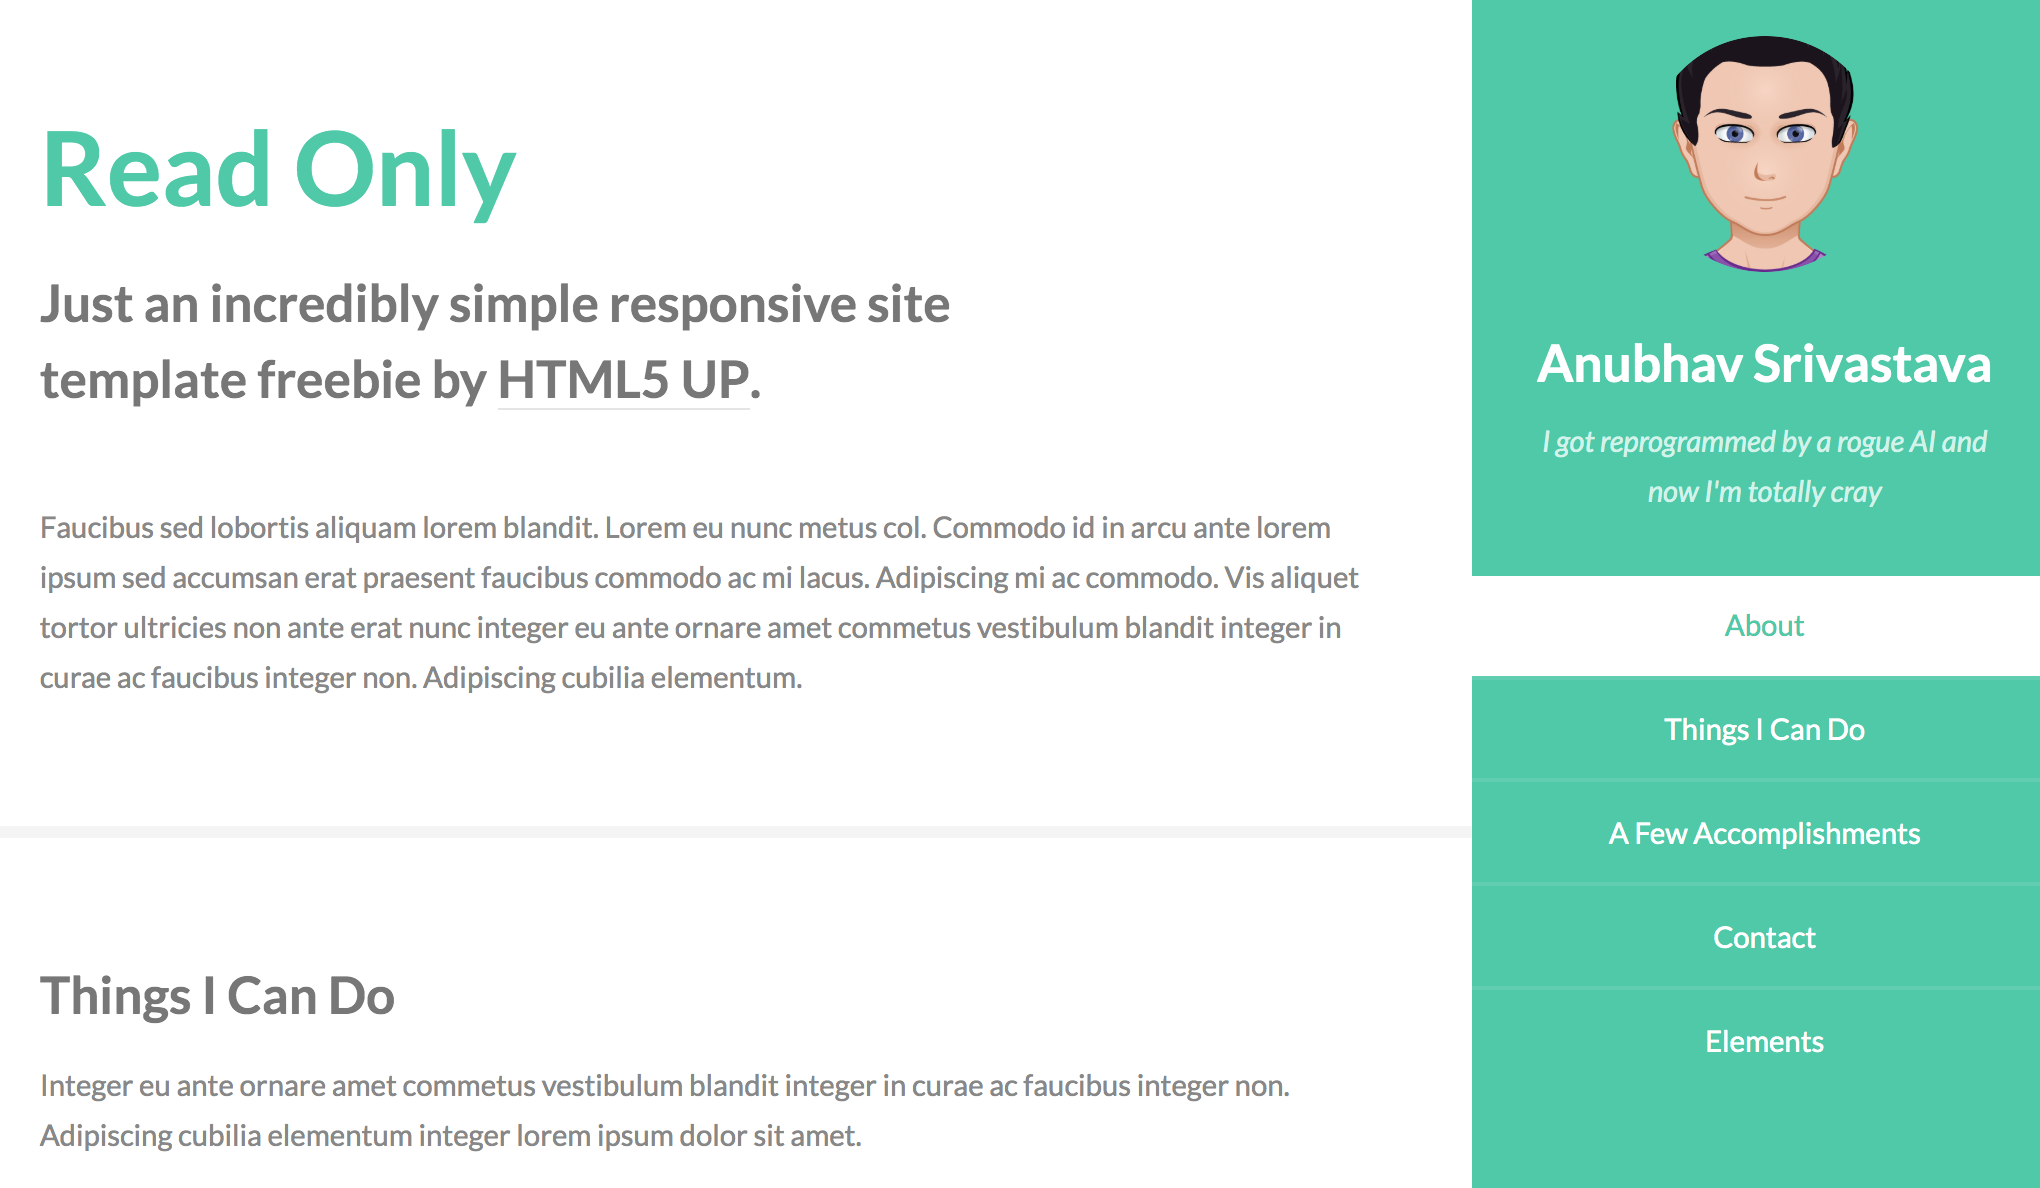 Read Only
Just an incredibly simple responsive site
template freebie by HTML5 UP.
Faucibus sed lobortis aliquam lorem blandit. Lorem eu nunc metus col. Commodo id in arcu ante lorem
ipsum sed accumsan erat praesent faucibus commodo ac mi lacus. Adipiscing mi ac commodo. Vis aliquet
tortor ultricies non ante erat nunc integer eu ante ornare amet commetus vestibulum blandit integer in
curae ac faucibus integer non. Adipiscing cubilia elementum.
Things I Can Do
Integer eu ante ornare amet commetus vestibulum blandit integer in curae ac faucibus integer non.
Adipiscing cubilia elementum integer lorem ipsum dolor sit amet.
Anubhav Srivastava
I got reprogrammed by a rogue AI and
now I'm totally cray
About
Things I Can Do
A Few Accomplishments
Contact
Elements